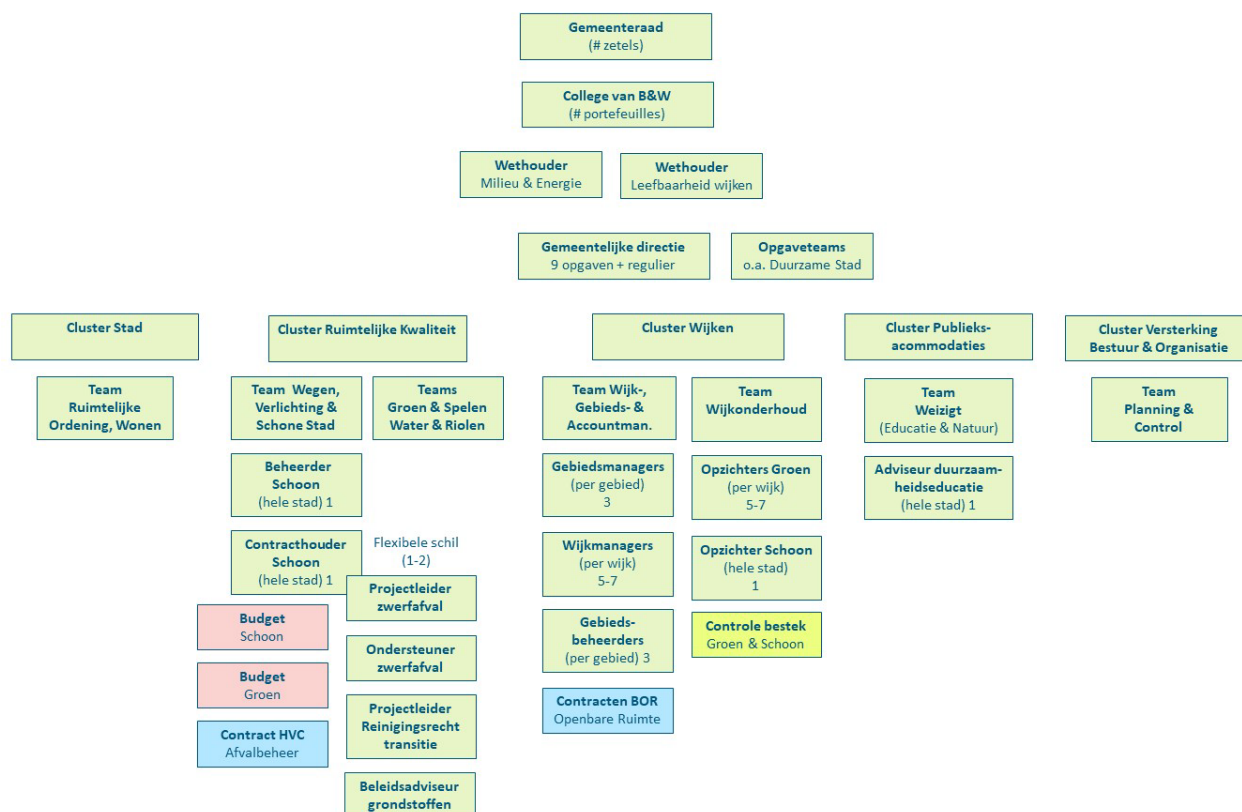 Gemeenteraad
(# zetels)
College van B&W
(# portefeuilles)
Wethouder
Milieu & Energie
Wethouder
Leefbaarheid wijken
Gemeentelijke directie
9 opgaven + regulier
Opgaveteams
o.a. Duurzame Stad
Cluster Stad
Cluster Ruimtelijke Kwaliteit
Cluster Wijken
Cluster Publieks-
acommodaties
Cluster Versterking
Bestuur & Organisatie
Team
Ruimtelijke
Ordening, Wonen
Team Wegen,
Verlichting &
Schone Stad
Teams
Groen & Spelen
Water & Riolen
Team Wijk-,
Gebieds- &
Accountman.
Team
Wijkonderhoud
Team
Weizigt
(Educatie & Natuur)
Team
Planning &
Control
Beheerder
Schoon
(hele stad) 1
Gebiedsmanagers
(per gebied)
3
Opzichters Groen
(per wijk)
5-7
Adviseur duurzaam-
heidseducatie
(hele stad) 1
Contracthouder
Schoon
(hele stad) 1
Flexibele schil
(1-2)
Wijkmanagers
(per wijk)
5-7
Opzichter Schoon
(hele stad)
1
Projectleider
zwerfafval
Budget
Schoon
Gebieds-
beheerders
(per gebied) 3
Controle bestek
Groen & Schoon
Ondersteuner
zwerfafval
Budget
Groen
Projectleider
Reinigingsrecht
transitie
Contracten BOR
Openbare Ruimte
Contract HVC
Afvalbeheer
Beleidsadviseur
grondstoffen